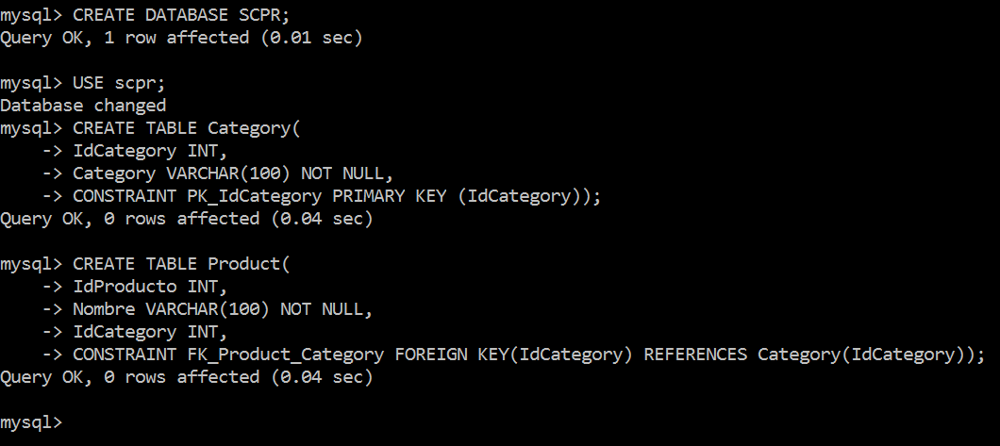 mysql> CREATE DATABASE SCPR;
Query OK, 1 row affected (0.01 sec)
mysql> USE scpr;
Database changed
mysql> CREATE TABLE Category(
    -> IdCategory INT,
    -> Category VARCHAR(100) NOT NULL,
    -> CONSTRAINT PK_IdCategory PRIMARY KEY (IdCategory));
Query OK, 0 rows affected (0.04 sec)
mysql> CREATE TABLE Product(
    -> IdProducto INT,
    -> Nombre VARCHAR(100) NOT NULL,
    -> IdCategory INT,
    -> CONSTRAINT FK_Product_Category FOREIGN KEY(IdCategory) REFERENCES Category(IdCategory));
Query OK, 0 rows affected (0.04 sec)
mysql>